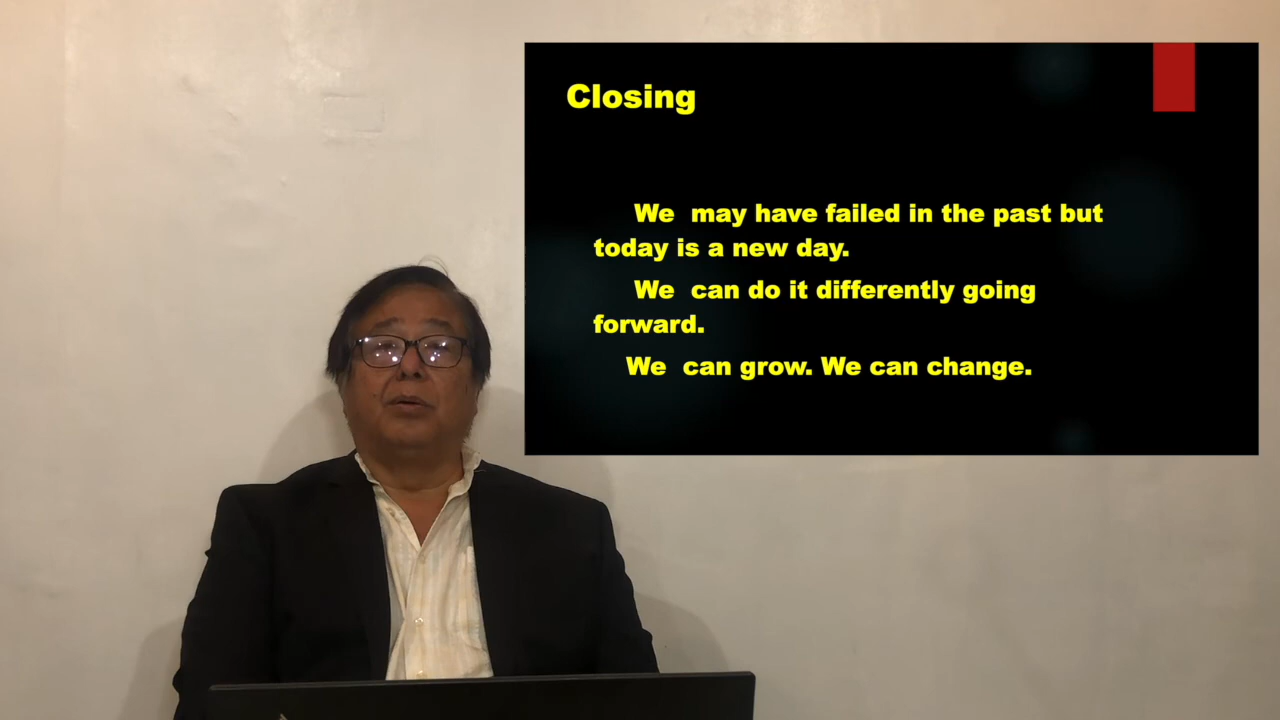 Closing
We may have failed in the past but
today is a new day.
We can do it differently going
forward.
We can grow. We can change.